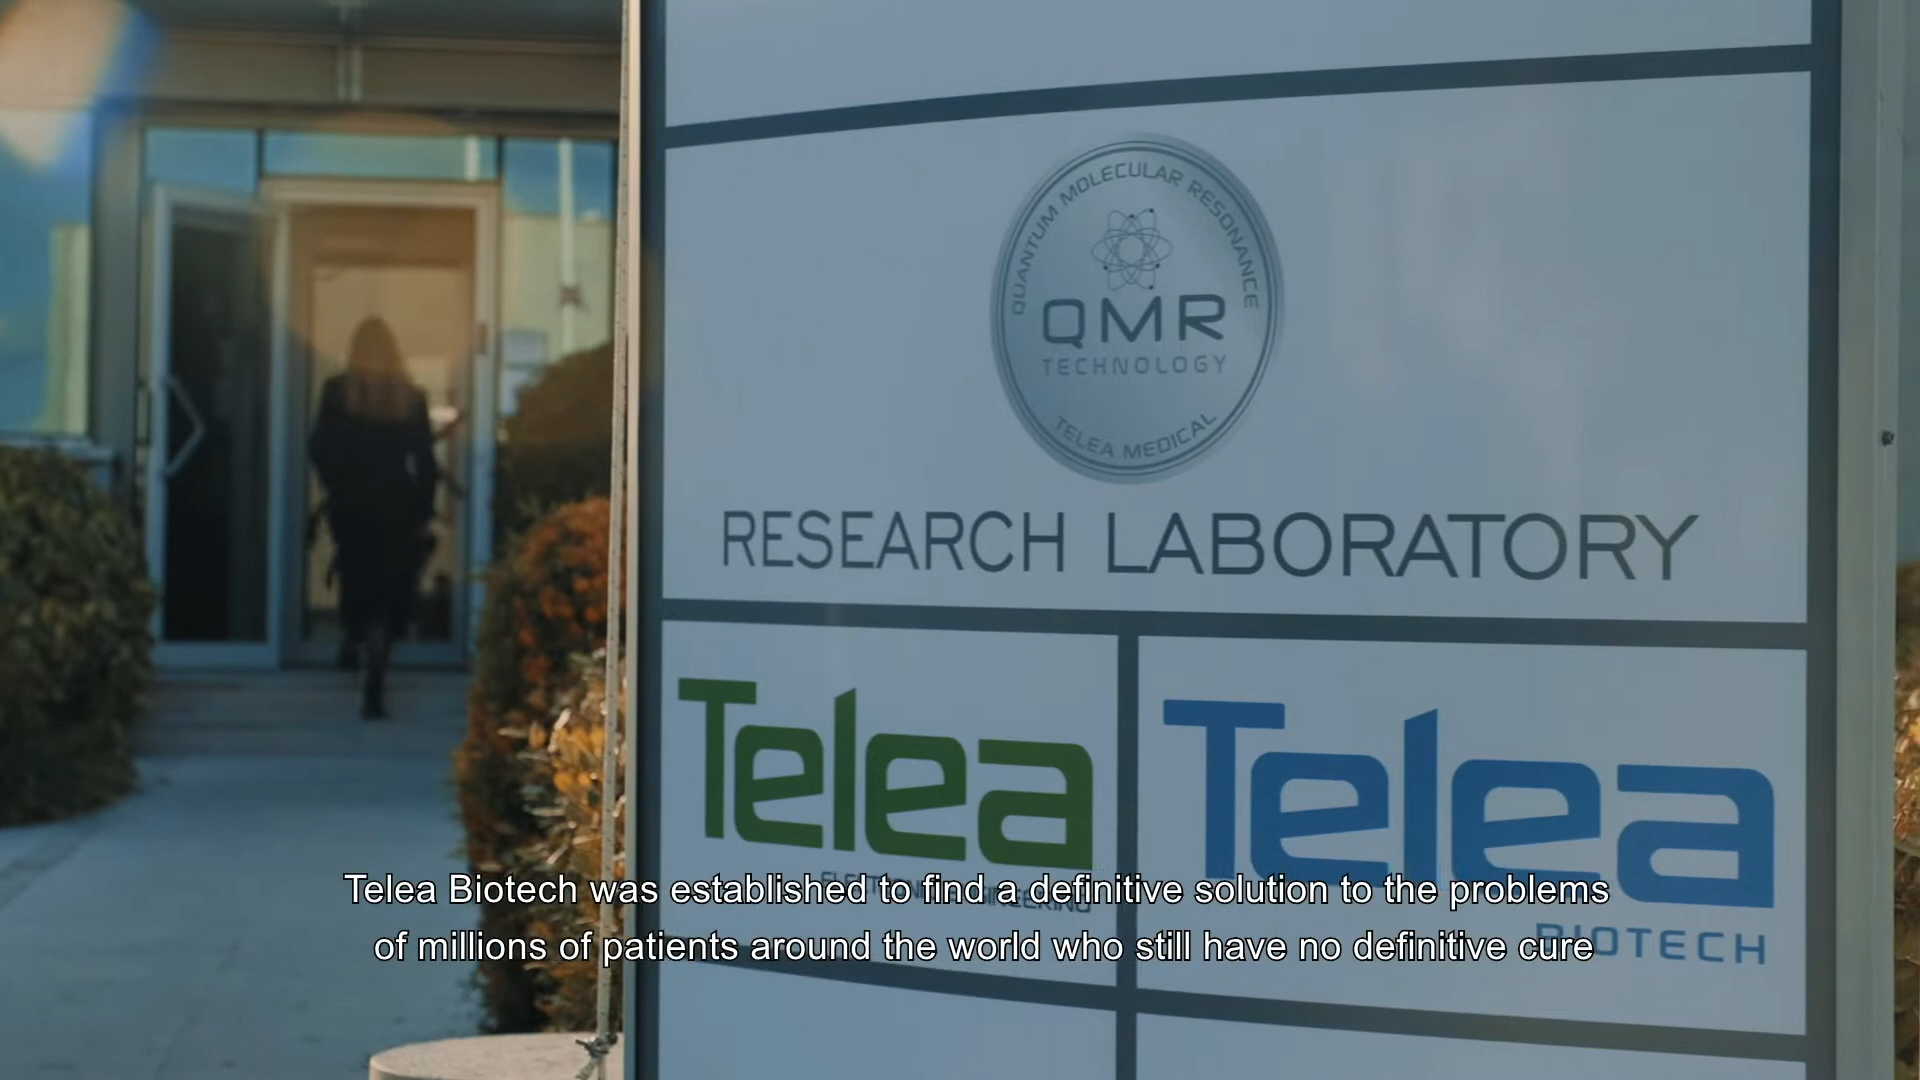 QUANTUM MOLECULAR RESONANCE
QMR
TECHNOLOGY
TELEA MEDICAL
RESEARCH LABORATORY
Telea
Telea
BIOTECH
Telea Biotech was established to find a definitive solution to the problems
of millions of patients around the world who still have no definitive cure